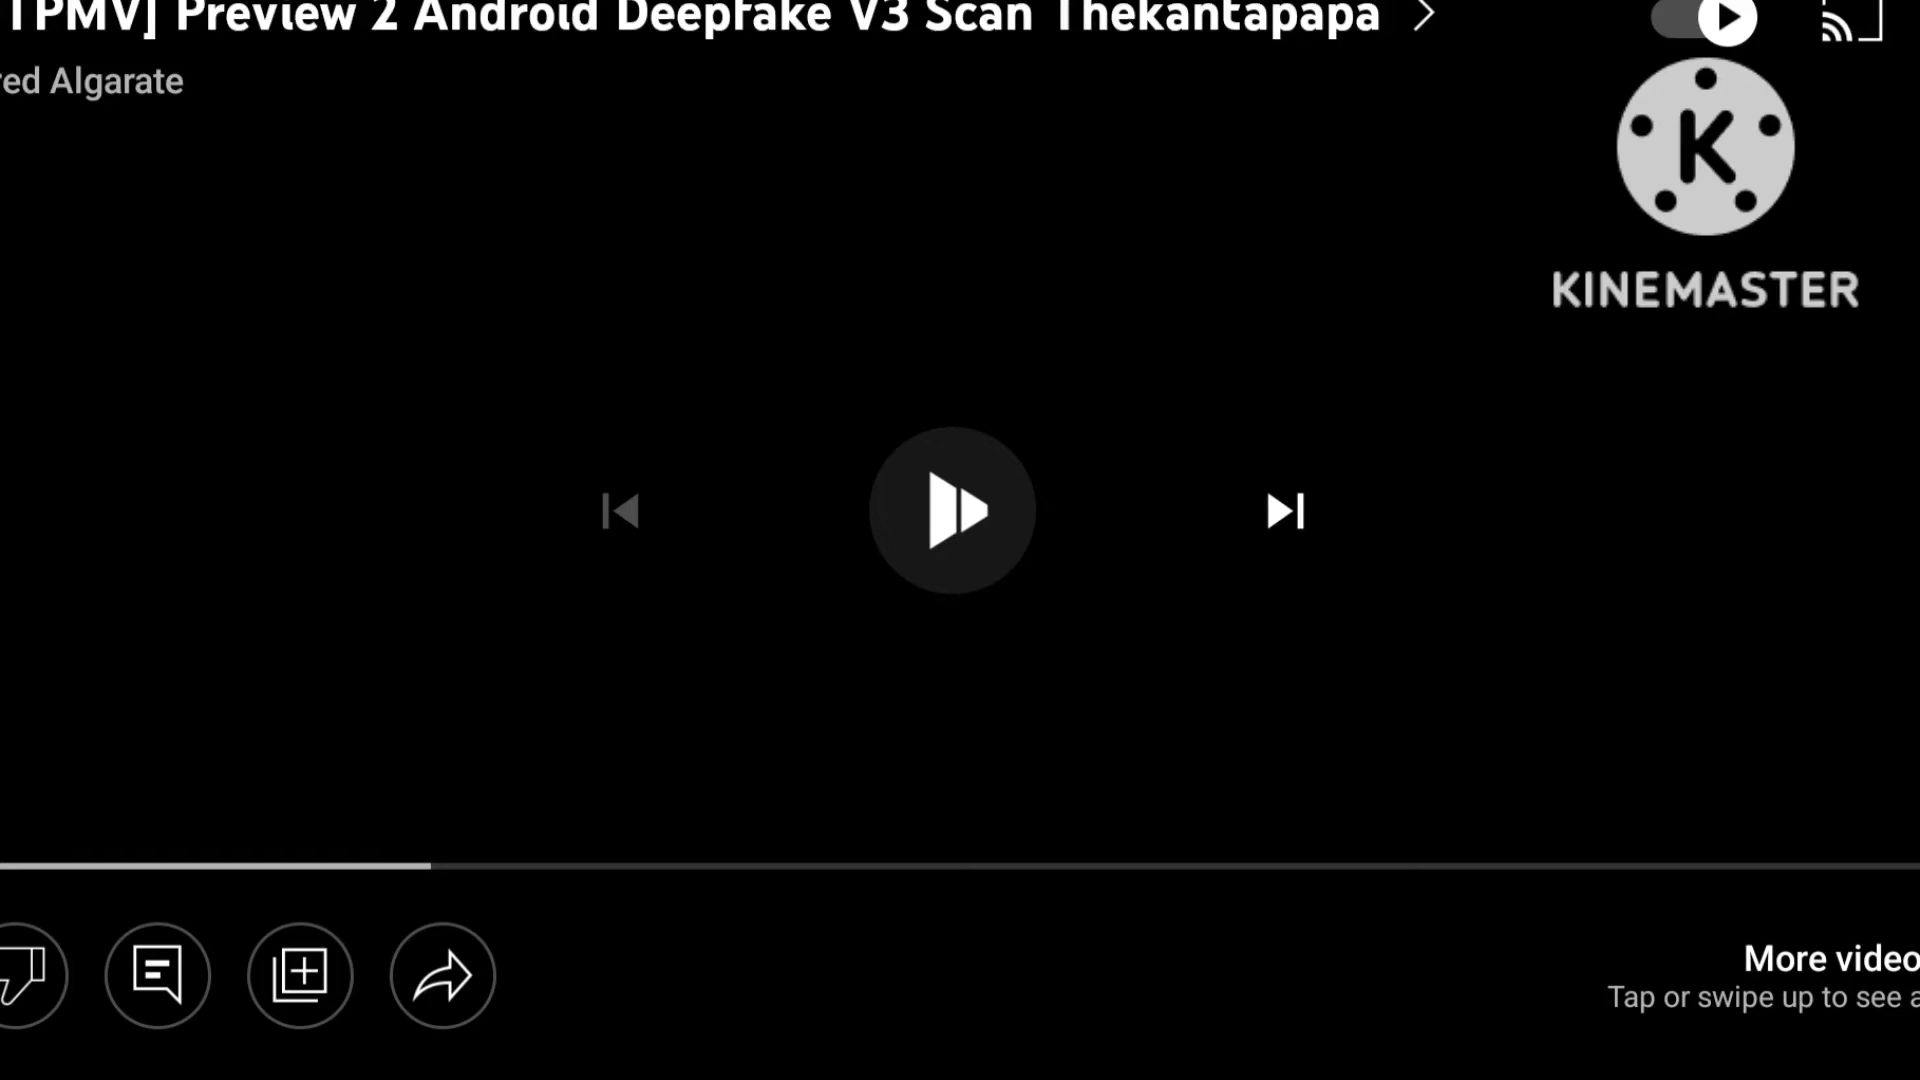 TPMV] Preview 2 Android Deepfake V3 Scan Thekantapapa
red Algarate
K
KINEMASTER
More video
Tap or swipe up to see a